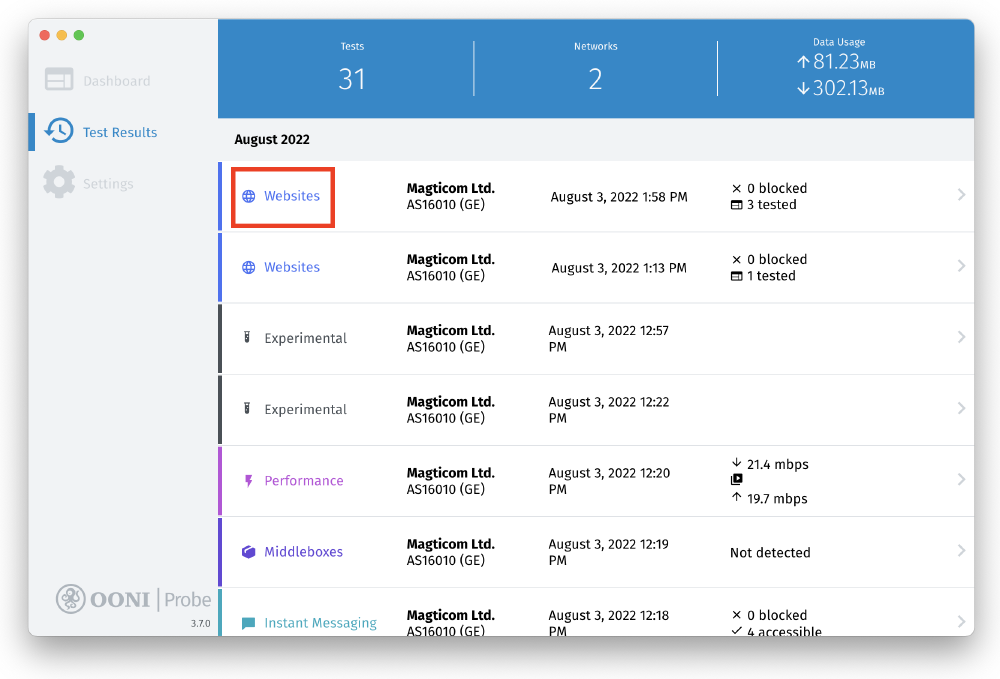 Dashboard
Test Results
Settings
OONI Probe
3.7.0
Tests
31
Networks
2
Data Usage
↑81.23MB
↓302.13MB
August 2022
Websites
Magticom Ltd.
AS16010 (GE)
August 3, 2022 1:58 PM
0 blocked
3 tested
Websites
Magticom Ltd.
AS16010 (GE)
August 3, 2022 1:13 PM
0 blocked
1 tested
Experimental
Magticom Ltd.
AS16010 (GE)
August 3, 2022 12:57
PM
Experimental
Magticom Ltd.
AS16010 (GE)
August 3, 2022 12:22
PM
Performance
Magticom Ltd.
AS16010 (GE)
August 3, 2022 12:20
PM
21.4 mbps
19.7 mbps
Middleboxes
Magticom Ltd.
AS16010 (GE)
August 3, 2022 12:19
PM
Not detected
Instant Messaging
Magticom Ltd.
AS16010 (GE)
August 3, 2022 12:18
PM
0 blocked
4 accessible